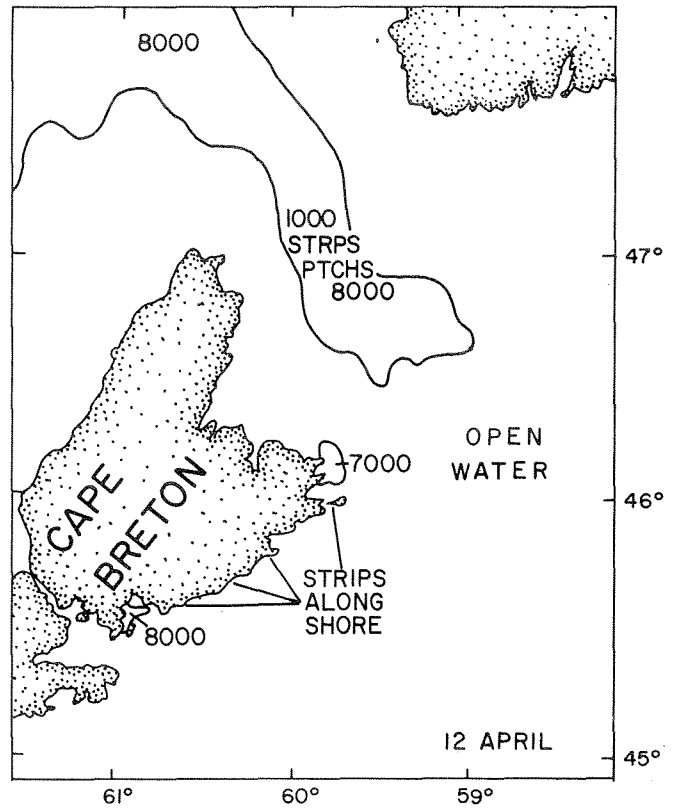 8000
1000
STRPS
PTCHS
8000
47°
OPEN
WATER
7000
46°
CAPE
BRETON
STRIPS
ALONG
SHORE
8000
12 APRIL
45°
61°
60°
59°